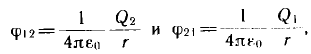 φ₁₂ = 1/(4πε₀) Q₂/r и φ₂₁ = 1/(4πε₀) Q₁/r,